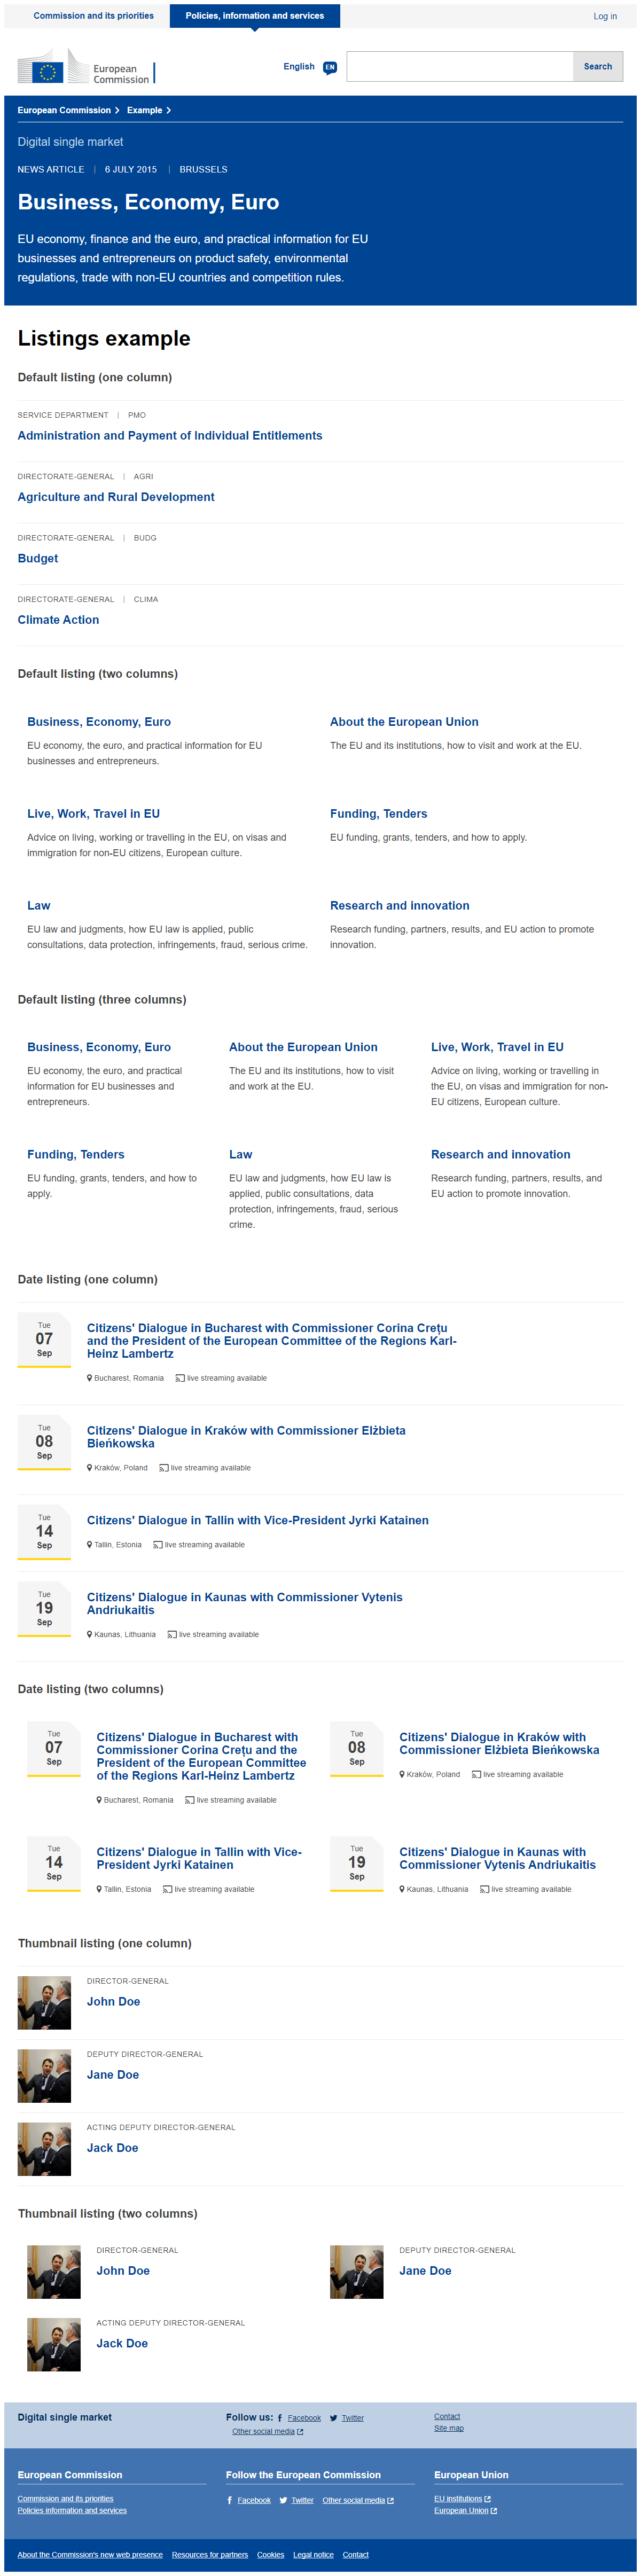 Commission and its priorities
Policies, information and services
Log in
European
Commission
English
EN
Search
European Commission
Example
Digital single market
NEWS ARTICLE | 6 JULY 2015 | BRUSSELS
Business, Economy, Euro
EU economy, finance and the euro, and practical information for EU
businesses and entrepreneurs on product safety, environmental
regulations, trade with non-EU countries and competition rules.
Listings example
Default listing (one column)
SERVICE DEPARTMENT | PMO
Administration and Payment of Individual Entitlements
DIRECTORATE-GENERAL | AGRI
Agriculture and Rural Development
DIRECTORATE-GENERAL | BUDG
Budget
DIRECTORATE-GENERAL | CLIMA
Climate Action
Default listing (two columns)
Business, Economy, Euro
EU economy, the euro, and practical information for EU
businesses and entrepreneurs.
About the European Union
The EU and its institutions, how to visit and work at the EU.
Live, Work, Travel in EU
Advice on living, working or travelling in the EU, on visas and
immigration for non-EU citizens, European culture.
Funding, Tenders
EU funding, grants, tenders, and how to apply.
Law
EU law and judgments, how EU law is applied, public
consultations, data protection, infringements, fraud, serious crime.
Research and innovation
Research funding, partners, results, and EU action to promote
innovation.
Default listing (three columns)
Business, Economy, Euro
EU economy, the euro, and practical
information for EU businesses and
entrepreneurs.
About the European Union
The EU and its institutions, how to visit
and work at the EU.
Live, Work, Travel in EU
Advice on living, working or travelling in
the EU, on visas and immigration for non-
EU citizens, European culture.
Funding, Tenders
EU funding, grants, tenders, and how to
apply.
Law
EU law and judgments, how EU law is
applied, public consultations, data
protection, infringements, fraud, serious
crime.
Research and innovation
Research funding, partners, results, and
EU action to promote innovation.
Date listing (one column)
Tue
07
Sep
Citizens' Dialogue in Bucharest with Commissioner Corina Crețu
and the President of the European Committee of the Regions Karl-
Heinz Lambertz
Bucharest, Romania
live streaming available
Tue
08
Sep
Citizens' Dialogue in Kraków with Commissioner Elżbieta
Bieńkowska
Kraków, Poland
live streaming available
Tue
14
Sep
Citizens' Dialogue in Tallin with Vice-President Jyrki Katainen
Tallin, Estonia
live streaming available
Tue
19
Sep
Citizens' Dialogue in Kaunas with Commissioner Vytenis
Andriukaitis
Kaunas, Lithuania
live streaming available
Date listing (two columns)
Tue
07
Sep
Citizens' Dialogue in Bucharest with
Commissioner Corina Crețu and the
President of the European Committee
of the Regions Karl-Heinz Lambertz
Bucharest, Romania
live streaming available
Tue
08
Sep
Citizens' Dialogue in Kraków with
Commissioner Elżbieta Bieńkowska
Kraków, Poland
live streaming available
Tue
14
Sep
Citizens' Dialogue in Tallin with Vice-
President Jyrki Katainen
Tallin, Estonia
live streaming available
Tue
19
Sep
Citizens' Dialogue in Kaunas with
Commissioner Vytenis Andriukaitis
Kaunas, Lithuania
live streaming available
Thumbnail listing (one column)
DIRECTOR-GENERAL
John Doe
DEPUTY DIRECTOR-GENERAL
Jane Doe
ACTING DEPUTY DIRECTOR-GENERAL
Jack Doe
Thumbnail listing (two columns)
DIRECTOR-GENERAL
John Doe
DEPUTY DIRECTOR-GENERAL
Jane Doe
ACTING DEPUTY DIRECTOR-GENERAL
Jack Doe
Digital single market
Follow us: Facebook Twitter
Other social media
Contact
Site map
European Commission
Commission and its priorities
Policies information and services
Follow the European Commission
Facebook Twitter Other social media
European Union
EU institutions
European Union
About the Commission's new web presence Resources for partners Cookies Legal notice Contact